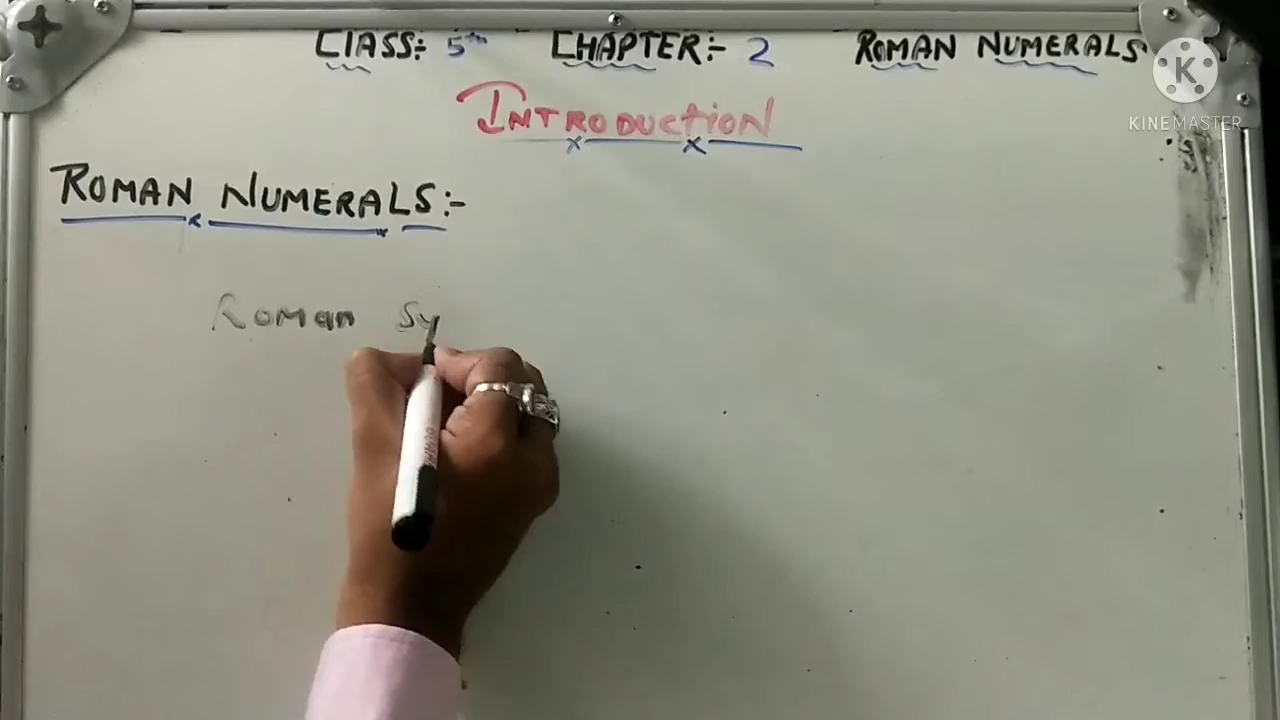 CLASS:- 5th CHAPTER:- 2 ROMAN NUMERALS
KINEMASTER
INTRODUCTION
ROMAN NUMERALS:-
Roman Sy